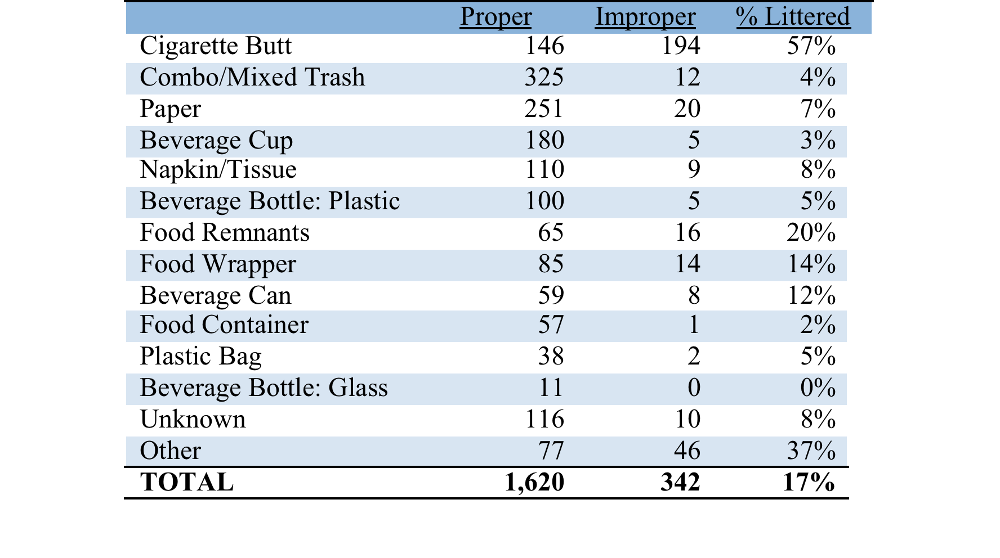 Proper Improper % Littered
Cigarette Butt 146 194 57%
Combo/Mixed Trash 325 12 4%
Paper 251 20 7%
Beverage Cup 180 5 3%
Napkin/Tissue 110 9 8%
Beverage Bottle: Plastic 100 5 5%
Food Remnants 65 16 20%
Food Wrapper 85 14 14%
Beverage Can 59 8 12%
Food Container 57 1 2%
Plastic Bag 38 2 5%
Beverage Bottle: Glass 11 0 0%
Unknown 116 10 8%
Other 77 46 37%
TOTAL 1,620 342 17%